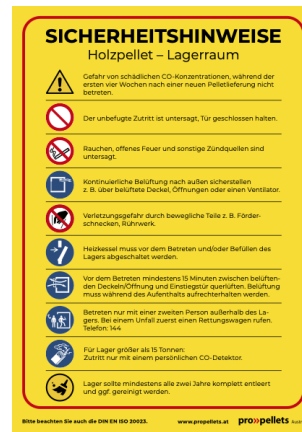 SICHERHEITSHINWEISE
Holzpellet – Lagerraum
Gefahr von schädlichen CO-Konzentrationen, während der
ersten vier Wochen nach einer neuen Pelletlieferung nicht
betreten.
Der unbefugte Zutritt ist untersagt, Tür geschlossen halten.
Rauchen, offenes Feuer und sonstige Zündquellen sind
untersagt.
Kontinuierliche Belüftung nach außen sicherstellen
z. B. über belüftete Deckel, Öffnungen oder einen Ventilator.
Verletzungsgefahr durch bewegliche Teile z. B. Förder-
schnecken, Rührwerk.
Heizkessel muss vor dem Betreten und/oder Befüllen des
Lagers abgeschaltet werden.
Vor dem Betreten mindestens 15 Minuten zwischen belüften-
den Deckeln/Öffnung und Einstiegstür querlüften. Belüftung
muss während des Aufenthalts aufrechterhalten werden.
Betreten nur mit einer zweiten Person außerhalb des La-
gers. Bei einem Unfall zuerst einen Rettungswagen rufen.
Telefon: 144
Für Lager größer als 15 Tonnen:
Zutritt nur mit einem persönlichen CO-Detektor.
Lager sollte mindestens alle zwei Jahre komplett entleert
und ggf. gereinigt werden.
Bitte beachten Sie auch die DIN EN ISO 20023. www.propellets.at pro»pellets Austria